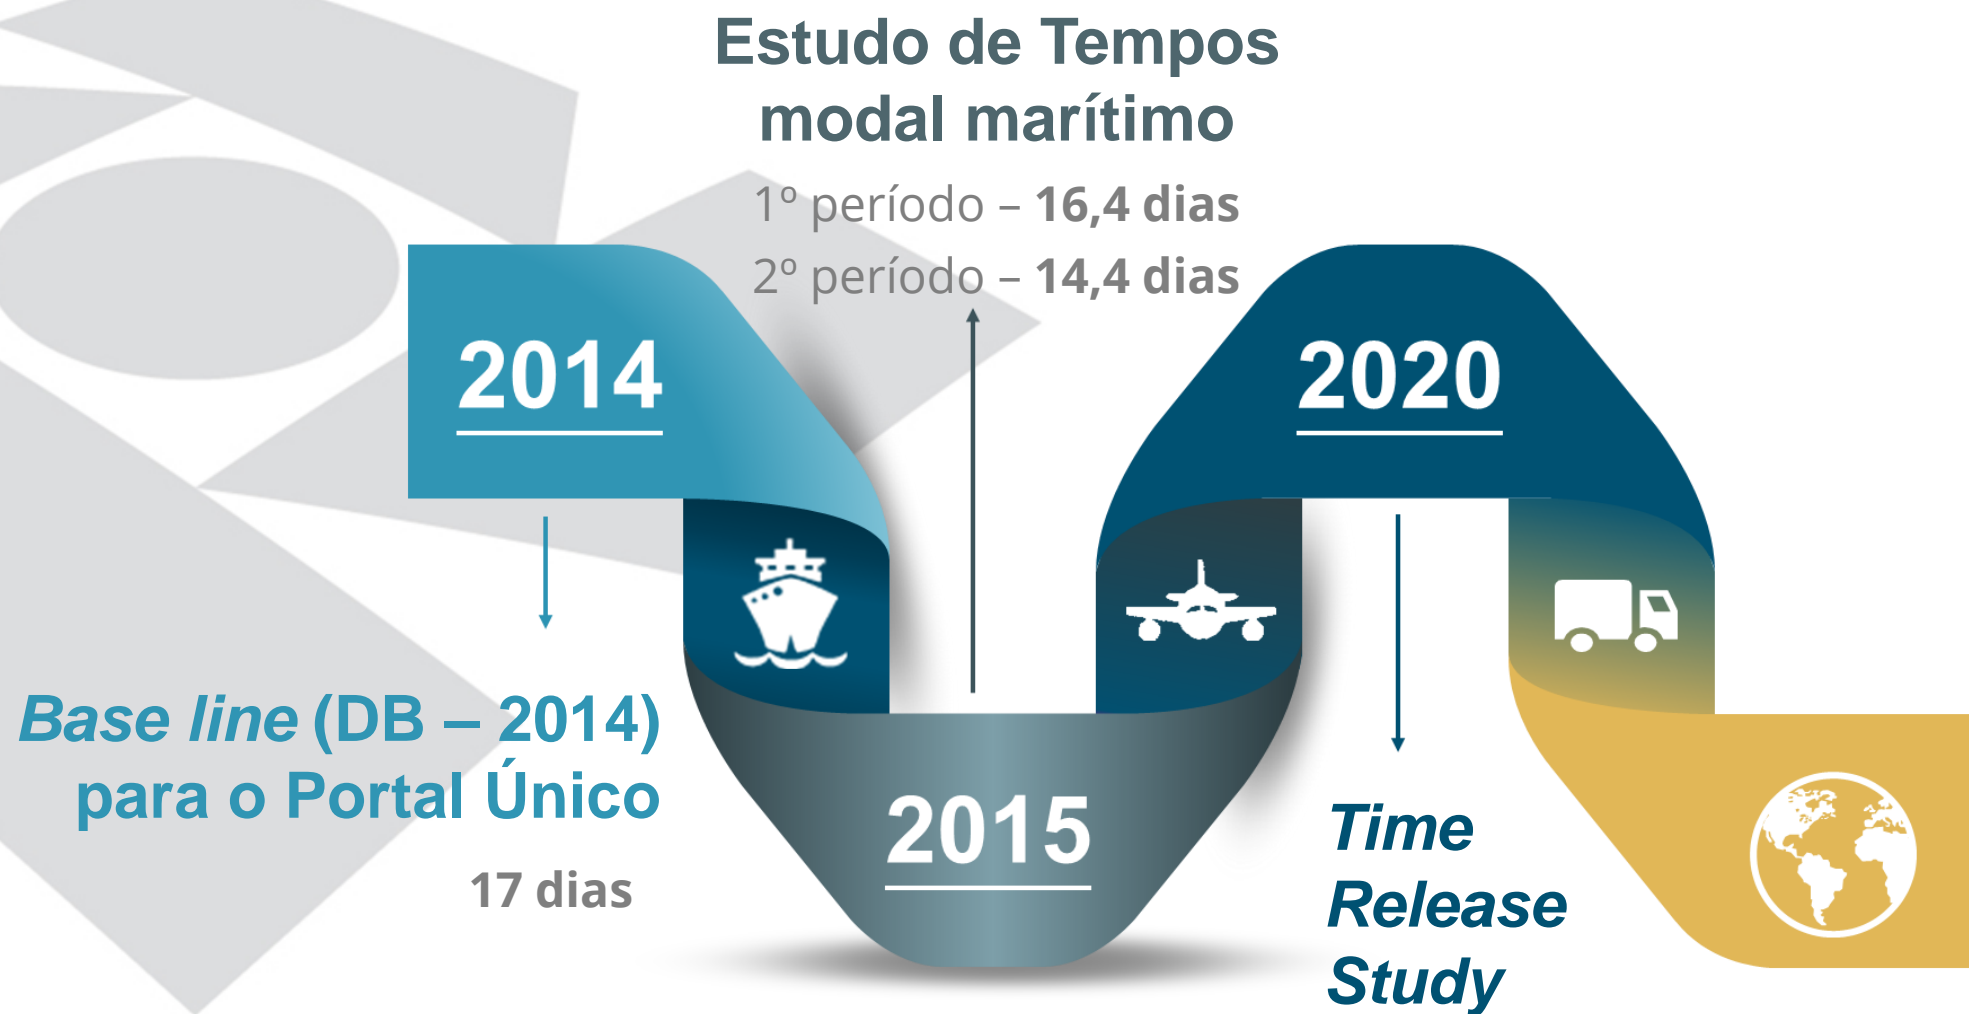 Estudo de Tempos
modal marítimo
1º período – 16,4 dias
2º período – 14,4 dias
2014
2020
Base line (DB – 2014)
para o Portal Único
17 dias
2015
Time
Release
Study